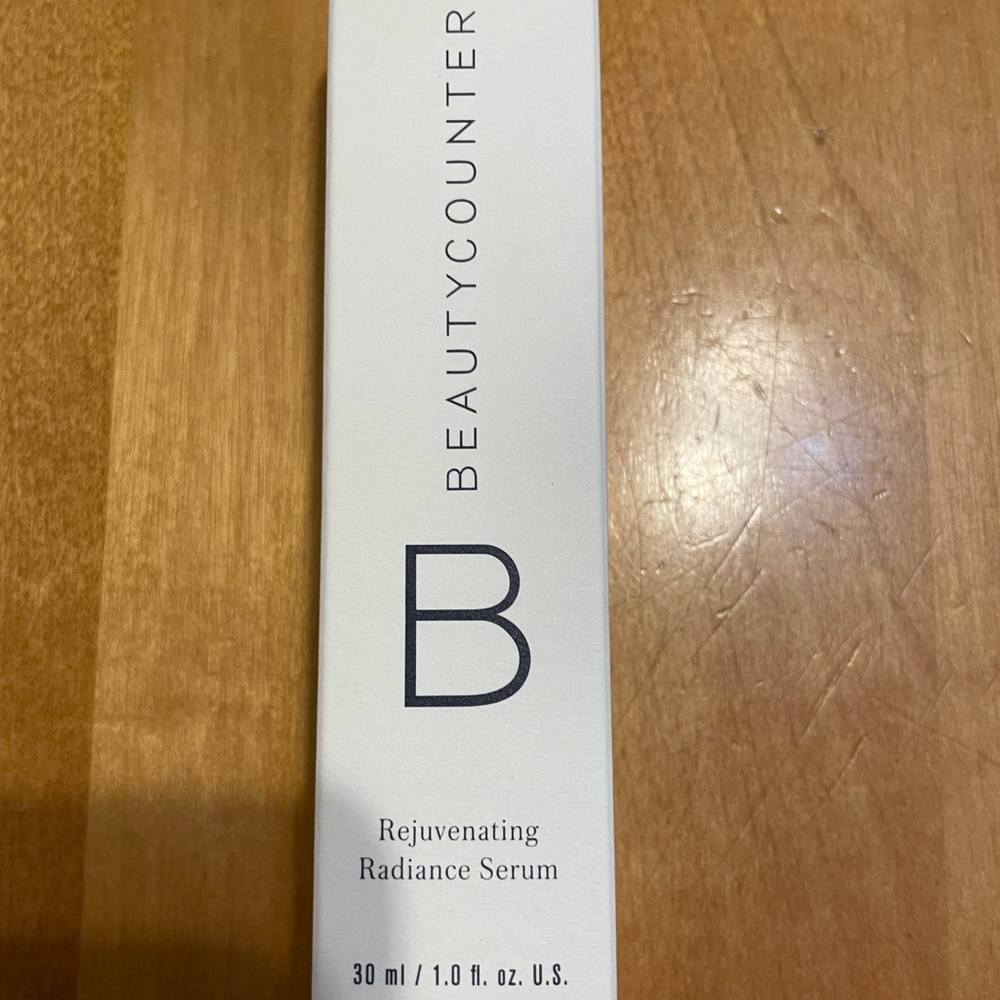 BEAUTYCOUNTER
B
Rejuvenating
Radiance Serum
30 ml / 1.0 fl. oz. U.S.